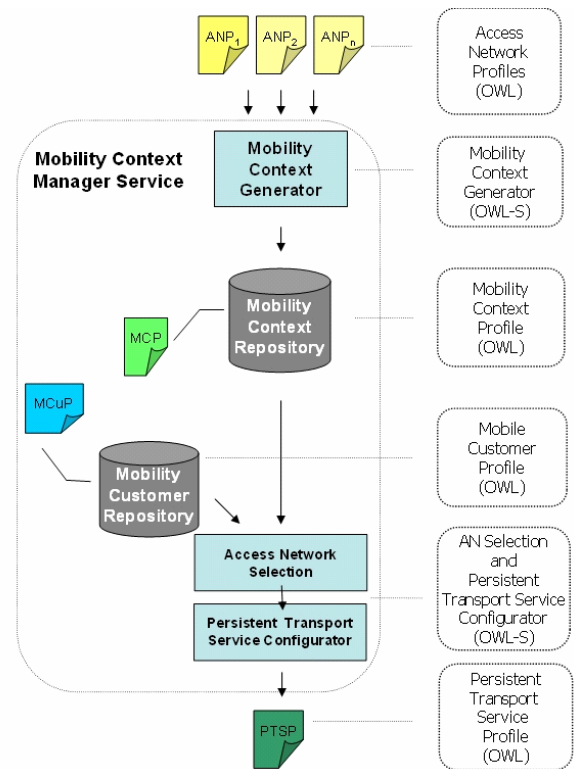 ANP1
ANP2
ANPn
Access
Network
Profiles
(OWL)
Mobility Context
Manager Service
Mobility
Context
Generator
Mobility
Context
Generator
(OWL-S)
Mobility
Context
Repository
Mobility
Context
Profile
(OWL)
MCP
MCuP
Mobility
Customer
Repository
Mobile
Customer
Profile
(OWL)
Access Network
Selection
Persistent Transport
Service Configurator
AN Selection
and
Persistent
Transport Service
Configurator
(OWL-S)
PTSP
Persistent
Transport
Service
Profile
(OWL)